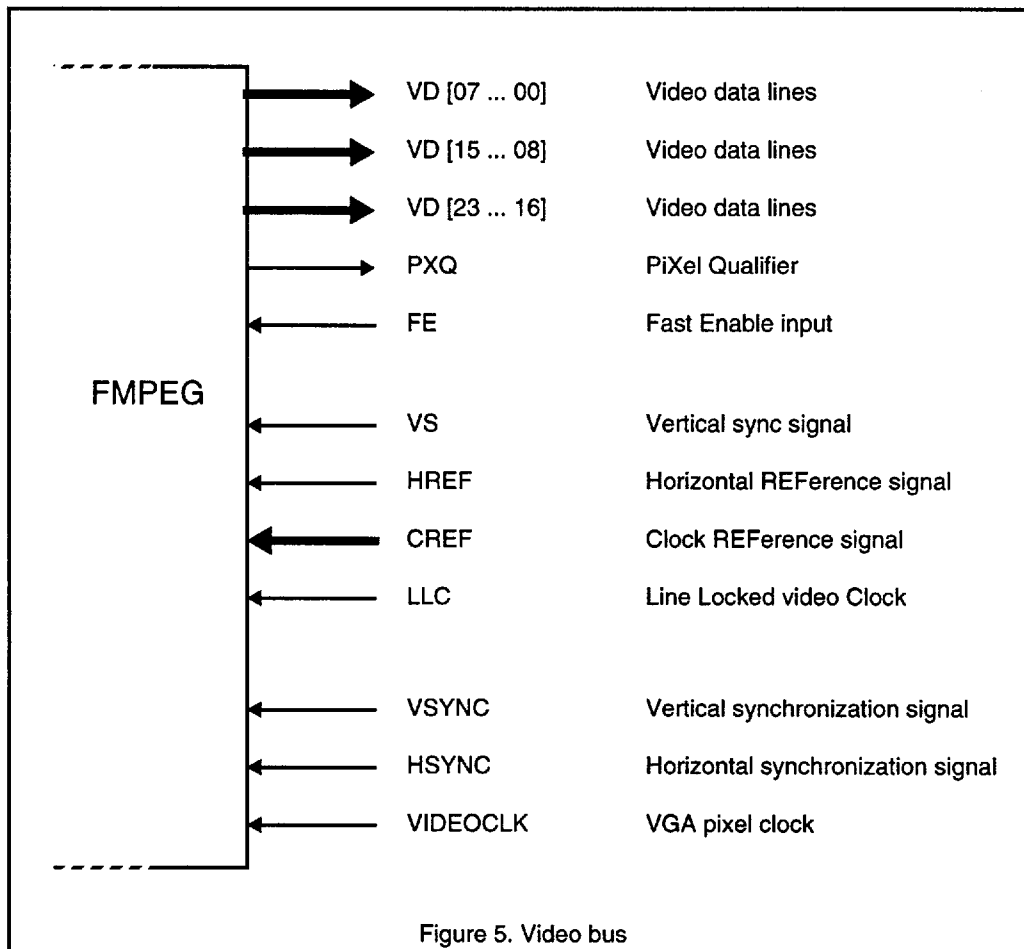 VD [07 ... 00] Video data lines
VD [15 ... 08] Video data lines
VD [23 ... 16] Video data lines
PXQ PiXel Qualifier
FE Fast Enable input
FMPEG
VS Vertical sync signal
HREF Horizontal REFerence signal
CREF Clock REFerence signal
LLC Line Locked video Clock
VSYNC Vertical synchronization signal
HSYNC Horizontal synchronization signal
VIDEOCLK VGA pixel clock
Figure 5. Video bus